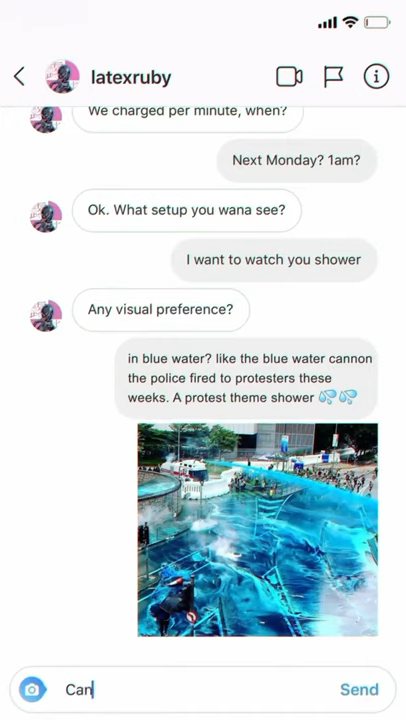 latexruby
We charged per minute, when?
Next Monday? 1am?
Ok. What setup you wana see?
I want to watch you shower
Any visual preference?
in blue water? like the blue water cannon
the police fired to protesters these
weeks. A protest theme shower 💦💦
Can
Send